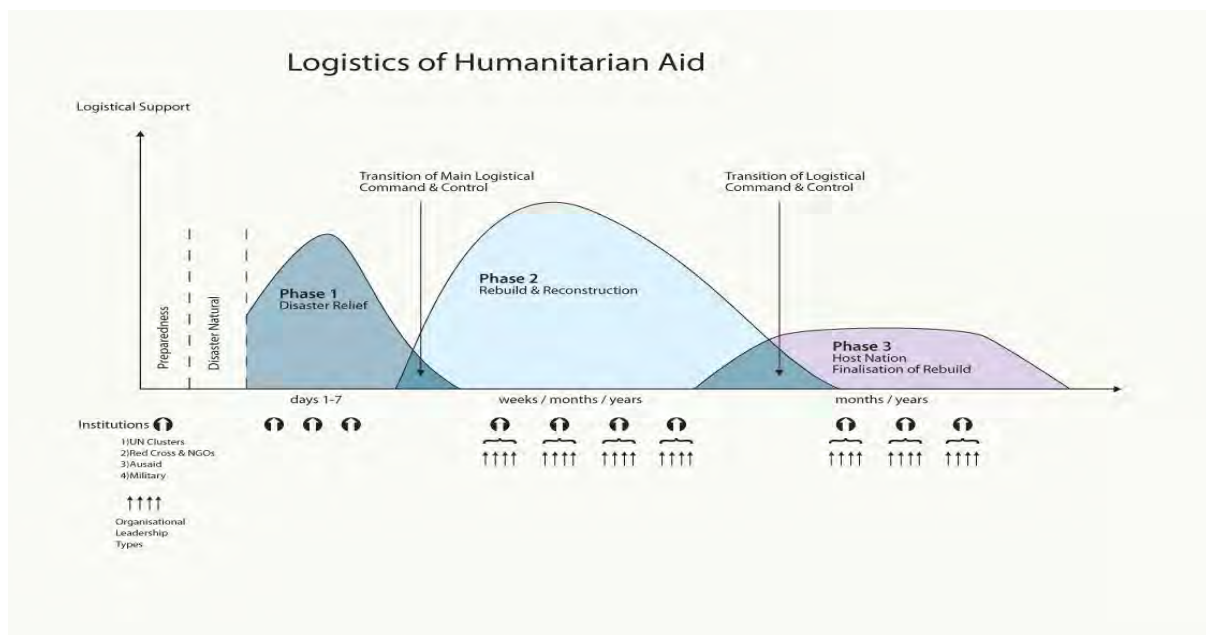 Logistics of Humanitarian Aid
Logistical Support
Transition of Main Logistical
Command & Control
Transition of Logistical
Command & Control
Preparedness
Disaster Natural
Phase 1
Disaster Relief
Phase 2
Rebuild & Reconstruction
Phase 3
Host Nation
Finalisation of Rebuild
days 1-7
weeks / months / years
months / years
Institutions
1)UN Clusters
2)Red Cross & NGOs
3)Ausaid
4)Military
Organisational
Leadership
Types